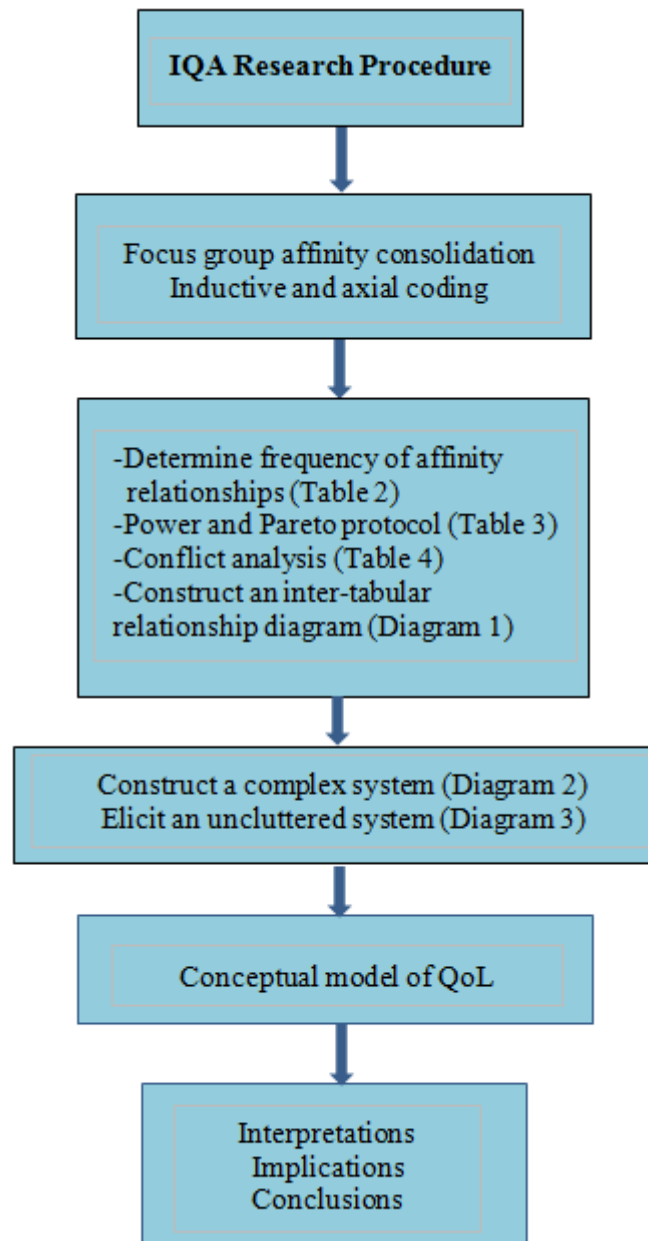 IQA Research Procedure
Focus group affinity consolidation
Inductive and axial coding
-Determine frequency of affinity
relationships (Table 2)
-Power and Pareto protocol (Table 3)
-Conflict analysis (Table 4)
-Construct an inter-tabular
relationship diagram (Diagram 1)
Construct a complex system (Diagram 2)
Elicit an uncluttered system (Diagram 3)
Conceptual model of QoL
Interpretations
Implications
Conclusions